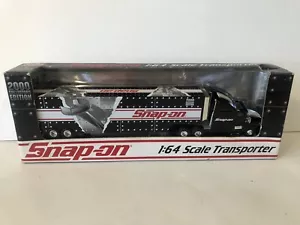 2000
EDITION
Snap-on
Snap-on
Snap-on
1:64 Scale Transporter